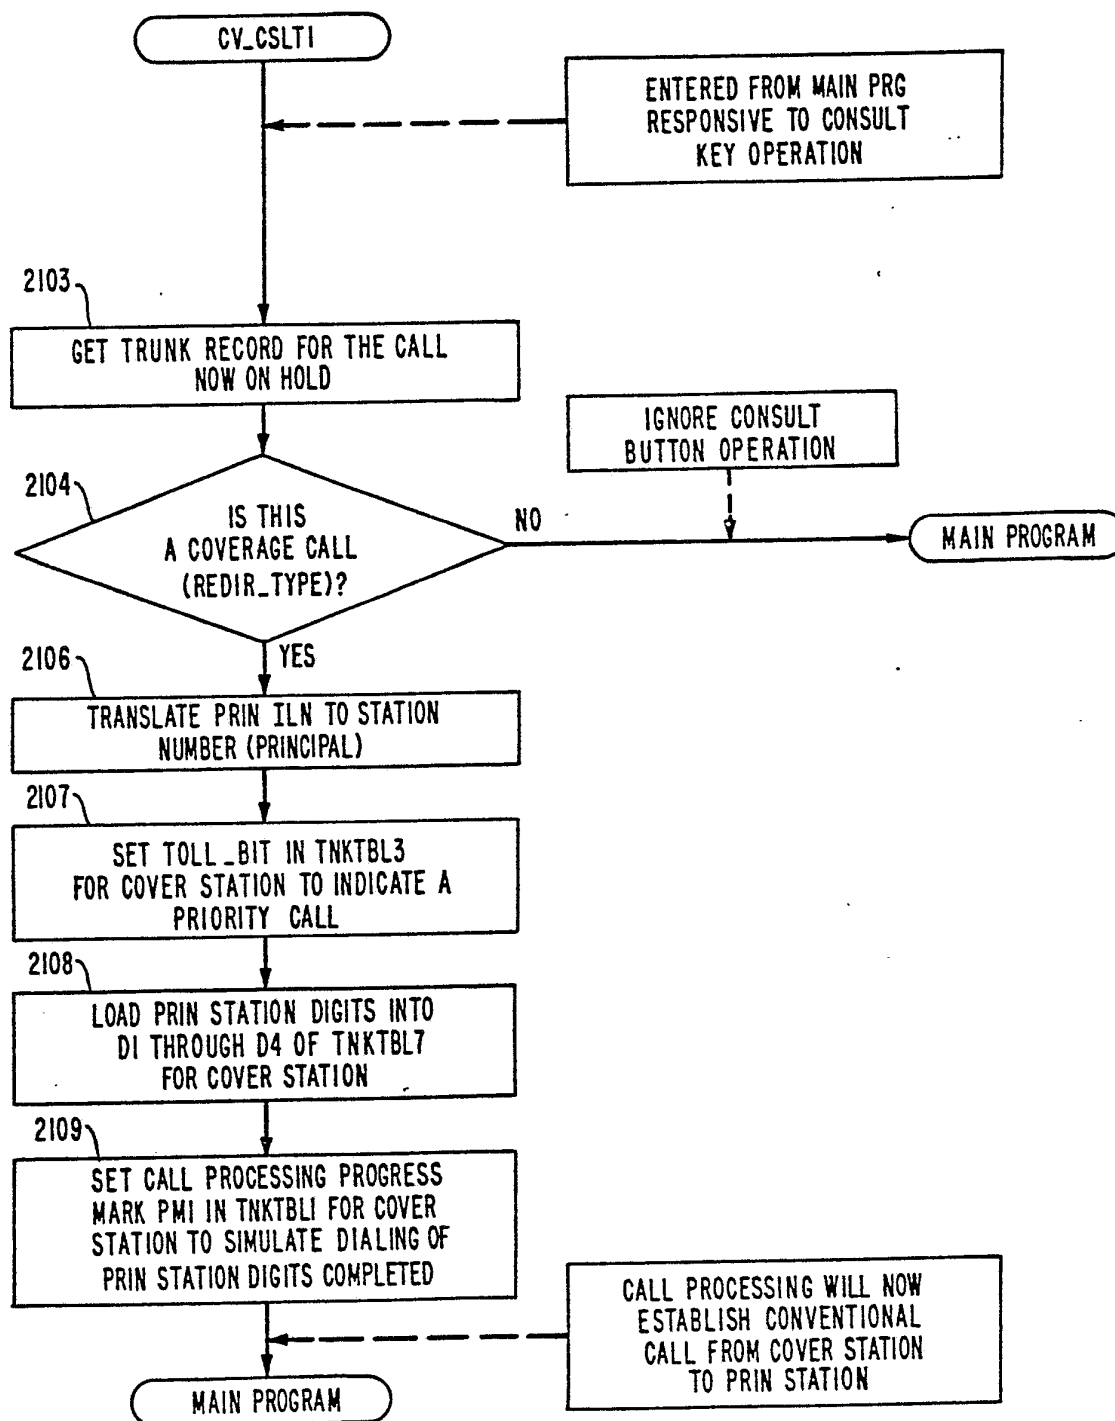 CV_CSLT1
ENTERED FROM MAIN PRG
RESPONSIVE TO CONSULT
KEY OPERATION
2103
GET TRUNK RECORD FOR THE CALL
NOW ON HOLD
IGNORE CONSULT
BUTTON OPERATION
2104
IS THIS
A COVERAGE CALL
(REDIR_TYPE)?
NO
MAIN PROGRAM
YES
2106
TRANSLATE PRIN ILN TO STATION
NUMBER (PRINCIPAL)
2107
SET TOLL_BIT IN TNKTBL3
FOR COVER STATION TO INDICATE A
PRIORITY CALL
2108
LOAD PRIN STATION DIGITS INTO
D1 THROUGH D4 OF TNKTBL7
FOR COVER STATION
2109
SET CALL PROCESSING PROGRESS
MARK PM1 IN TNKTBL1 FOR COVER
STATION TO SIMULATE DIALING OF
PRIN STATION DIGITS COMPLETED
CALL PROCESSING WILL NOW
ESTABLISH CONVENTIONAL
CALL FROM COVER STATION
TO PRIN STATION
MAIN PROGRAM